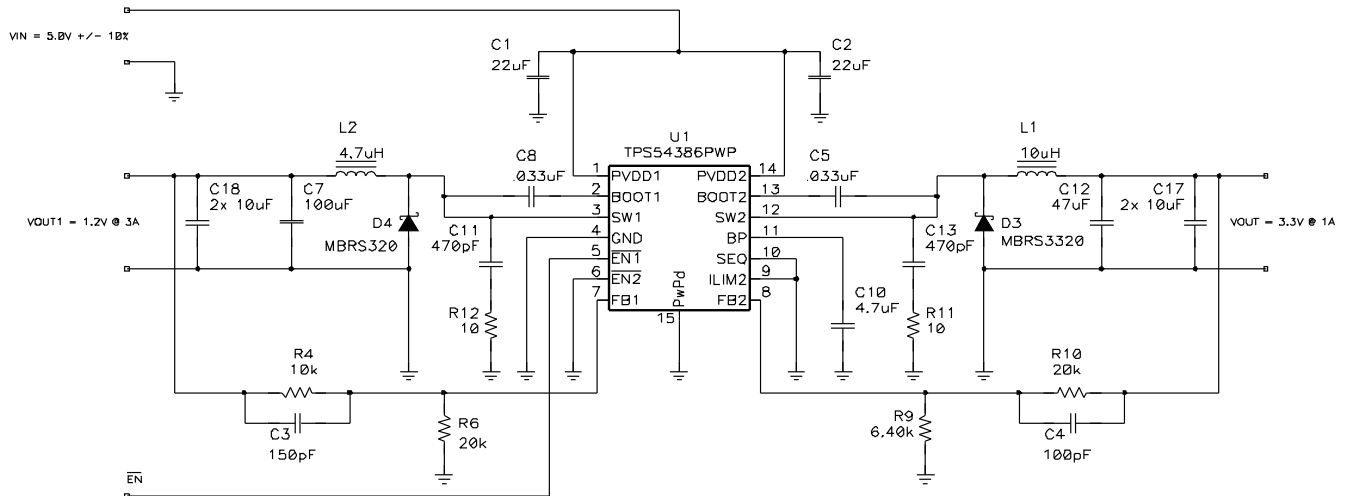 VIN = 5.0V +/- 10%
C1
22uF
C2
22uF
L2
4.7uH
C8
.033uF
U1
TPS54386PWP
C5
.033uF
L1
10uH
C18
2x 10uF
C7
100uF
D4
MBRS320
VOUT1 = 1.2V @ 3A
1
2
3
4
5
6
7
PVDD1
BOOT1
SW1
GND
EN1
EN2
FB1
PwPd
15
PVDD2
BOOT2
SW2
BP
SEQ
ILIM2
FB2
14
13
12
11
10
9
8
C11
470pF
R12
10
C10
4.7uF
C13
470pF
R11
10
D3
MBRS3320
C12
47uF
C17
2x 10uF
VOUT = 3.3V @ 1A
R4
10k
C3
150pF
R6
20k
R9
6.40k
R10
20k
C4
100pF
EN